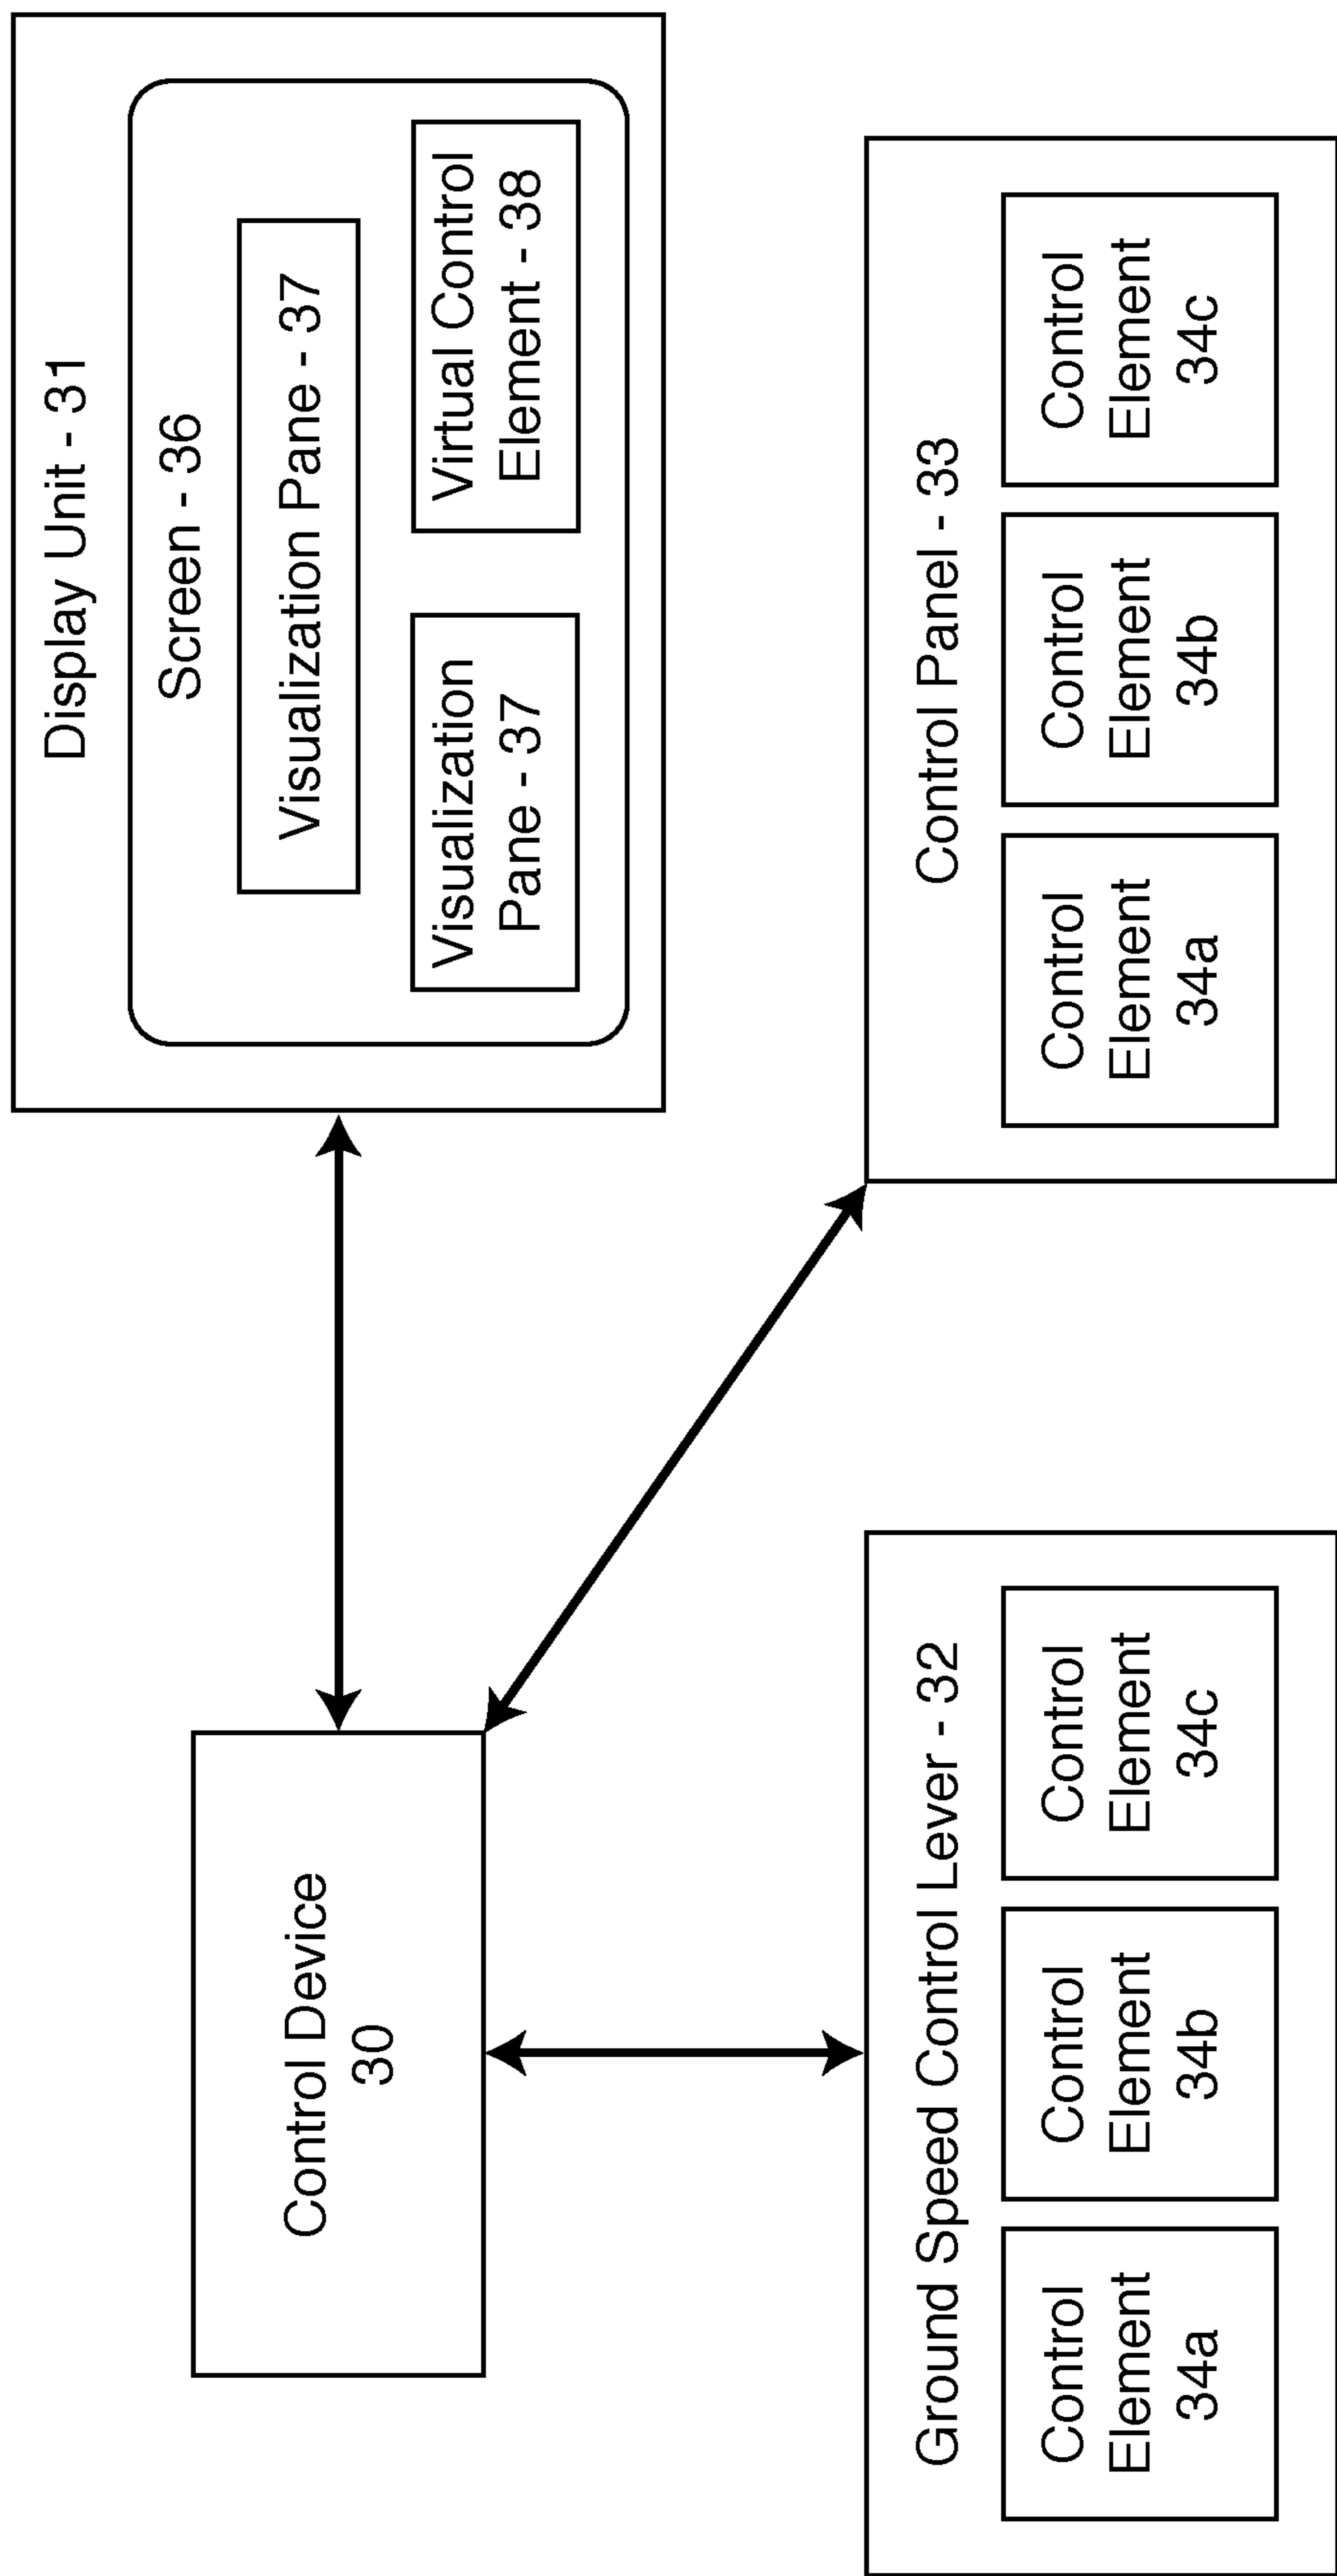 Control Device
30
Display Unit - 31
Screen - 36
Visualization Pane - 37
Visualization
Pane - 37
Virtual Control
Element - 38
Ground Speed Control Lever - 32
Control
Element
34a
Control
Element
34b
Control
Element
34c
Control Panel - 33
Control
Element
34a
Control
Element
34b
Control
Element
34c